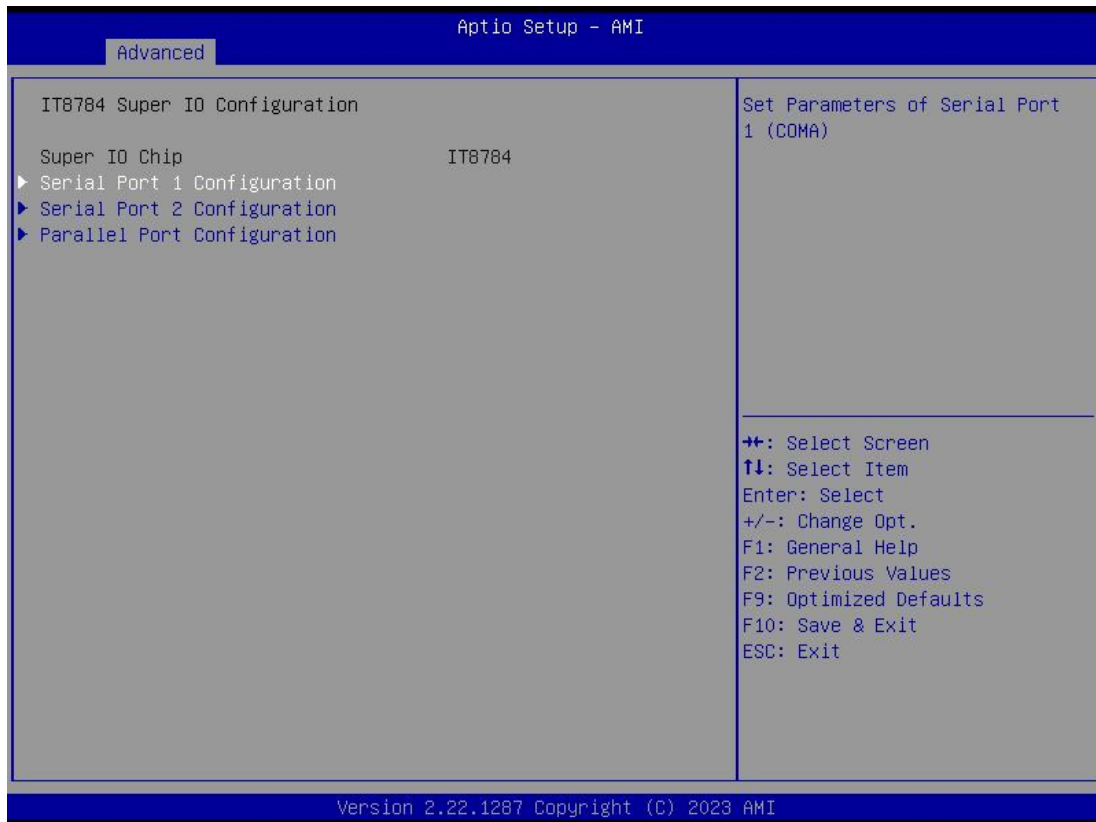 Aptio Setup – AMI
Advanced
IT8784 Super IO Configuration
Super IO Chip IT8784
▶ Serial Port 1 Configuration
▶ Serial Port 2 Configuration
▶ Parallel Port Configuration
Set Parameters of Serial Port
1 (COMA)
→←: Select Screen
↑↓: Select Item
Enter: Select
+/-: Change Opt.
F1: General Help
F2: Previous Values
F9: Optimized Defaults
F10: Save & Exit
ESC: Exit
Version 2.22.1287 Copyright (C) 2023 AMI